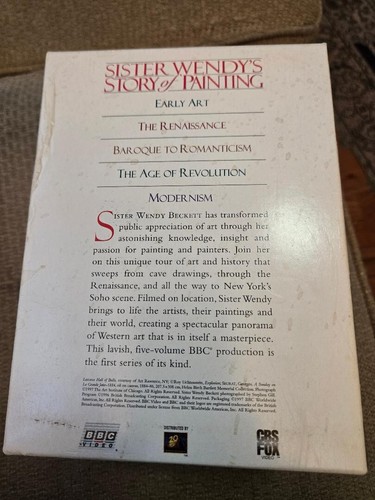 SISTER WENDY'S
STORY of PAINTING
EARLY ART
THE RENAISSANCE
BAROQUE TO ROMANTICISM
THE AGE OF REVOLUTION
MODERNISM
SISTER WENDY BECKETT has transformed
public appreciation of art through her
astonishing knowledge, insight and
passion for painting and painters. Join her
on this unique tour of art and history that
sweeps from cave drawings, through the
Renaissance, and all the way to New York's
Soho scene. Filmed on location, Sister Wendy
brings to life the artists, their paintings and
their world, creating a spectacular panorama
of Western art that is in itself a masterpiece.
This lavish, five-volume BBC® production is
the first series of its kind.
BBC
VIDEO
DISTRIBUTED BY
CBS
FOX